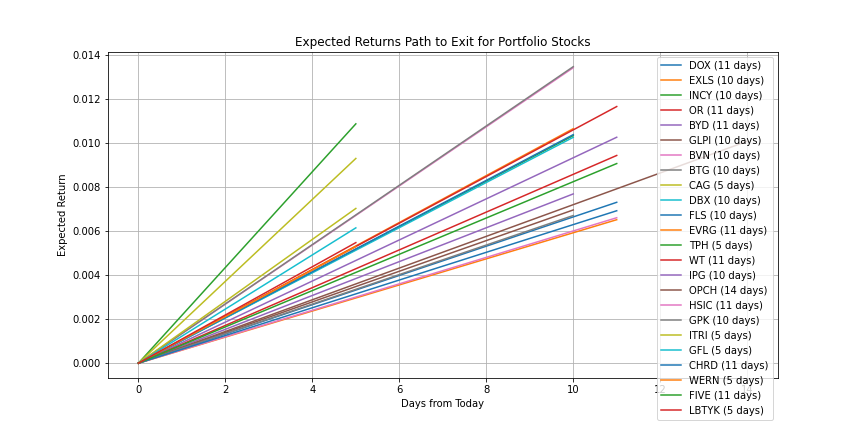 Expected Returns Path to Exit for Portfolio Stocks
Expected Return
0.014
0.012
0.010
0.008
0.006
0.004
0.002
0.000
0
2
4
6
8
10
12
14
Days from Today
DOX (11 days)
EXLS (10 days)
INCY (10 days)
OR (11 days)
BYD (11 days)
GLPI (10 days)
BVN (10 days)
BTG (10 days)
CAG (5 days)
DBX (10 days)
FLS (10 days)
EVRG (11 days)
TPH (5 days)
WT (11 days)
IPG (10 days)
OPCH (14 days)
HSIC (11 days)
GPK (10 days)
ITRI (5 days)
GFL (5 days)
CHRD (11 days)
WERN (5 days)
FIVE (11 days)
LBTYK (5 days)